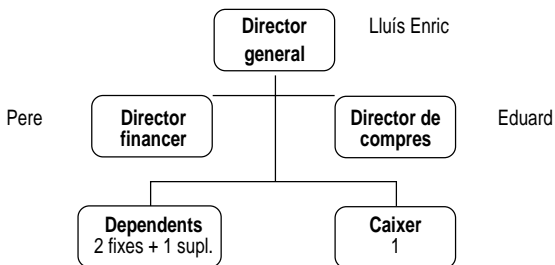 Director
general
Lluís Enric
Pere
Director
financer
Director de
compres
Eduard
Dependents
2 fixes + 1 supl.
Caixer
1